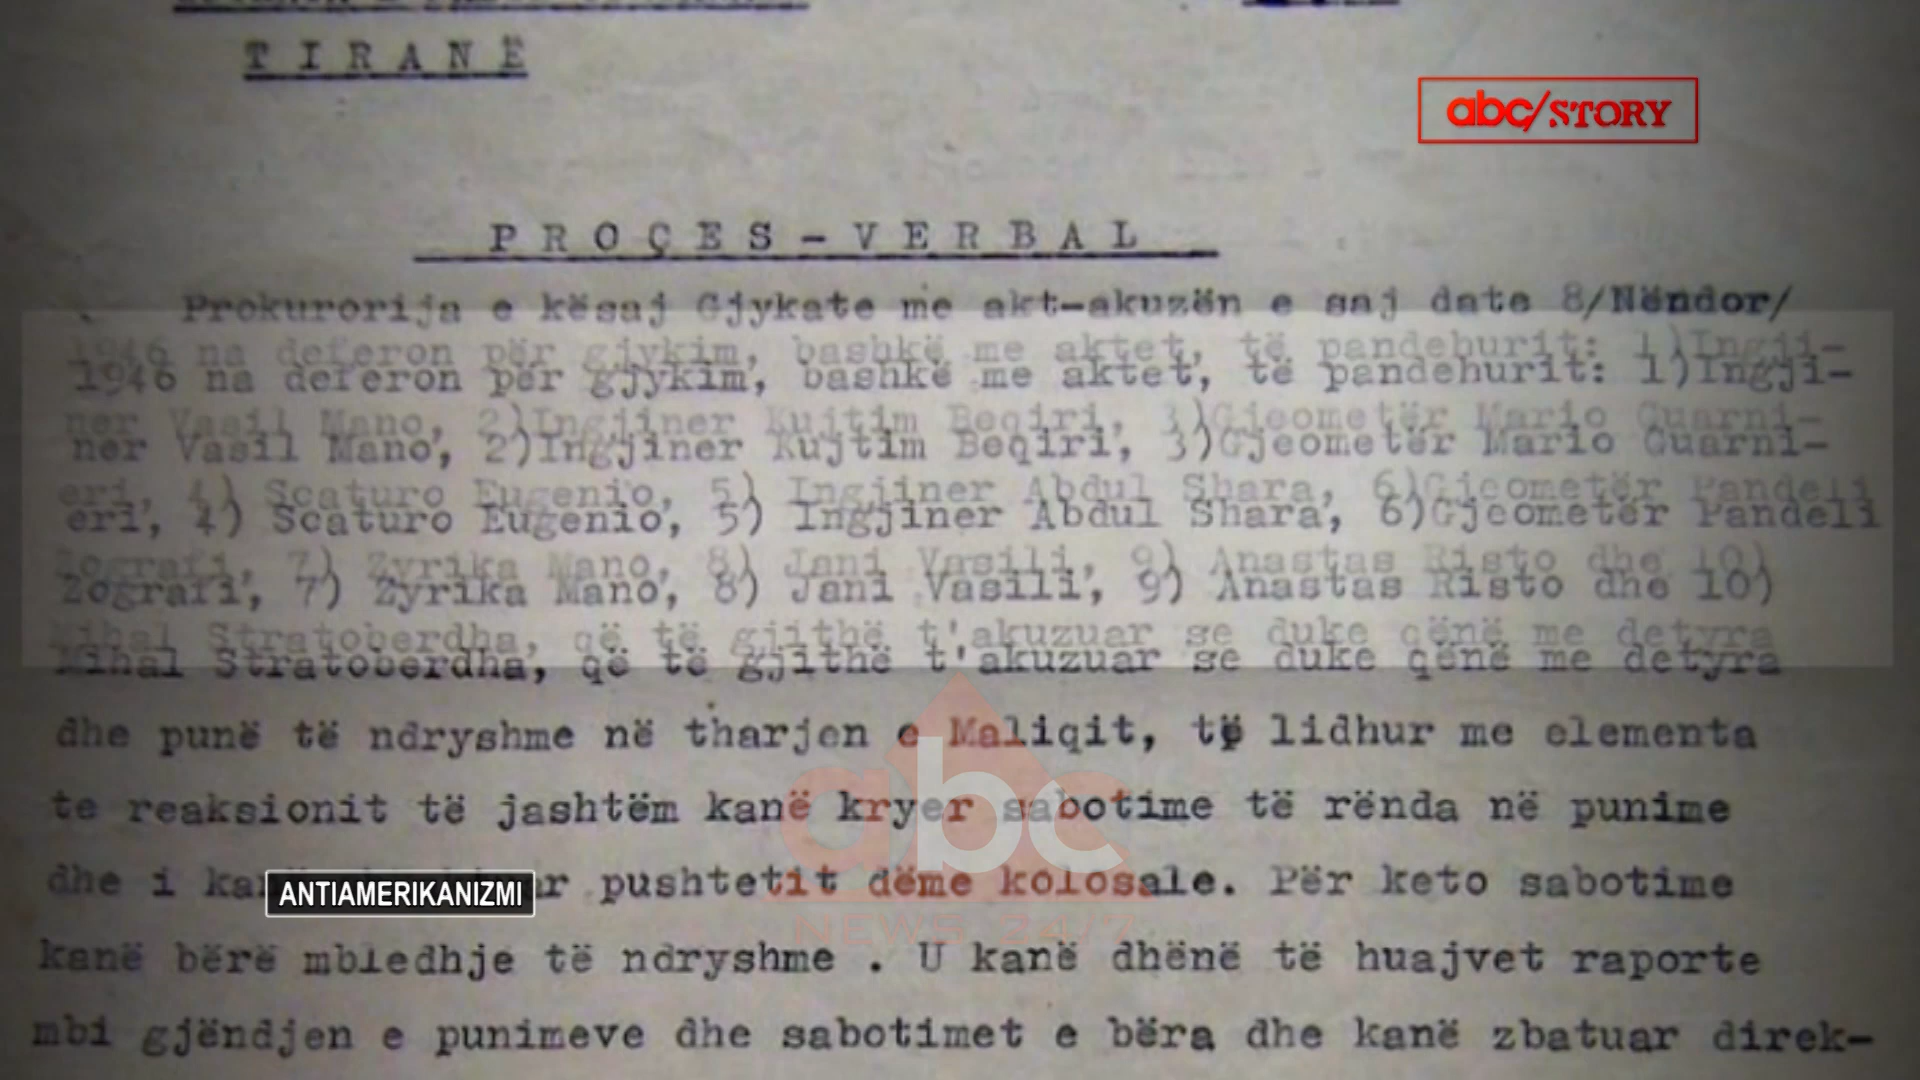 TIRANË
abc/STORY
PROÇES-VERBAL
Prokurorija e kësaj Gjykate me akt-akuzën e saj date 8/Nëndor/
1946 na deferon për gjykim, bashkë me aktet, të pandehurit: 1)Ingji-
ner Vasil Mano, 2)Ingjiner Kujtim Beqiri, 3)Gjeometër Mario Guarni-
eri, 4) Scaturo Eugenio, 5) Ingjiner Abdul Shara, 6)Gjeometër Pandeli
Zografi, 7) Zyrika Mano, 8) Jani Vasili, 9) Anastas Risto dhe 10)
Mihal Stratoberdha, që të gjithë t'akuzuar se duke qënë me detyra
dhe punë të ndryshme në tharjen e Maliqit, të lidhur me elementa
te reaksionit të jashtëm kanë kryer sabotime të rënda në punime
dhe i pushtetit dëme kolosale. Për keto sabotime
ANTIAMERIKANIZMI
kanë bërë mbledhje të ndryshme . U kanë dhënë të huajvet raporte
mbi gjëndjen e punimeve dhe sabotimet e bëra dhe kanë zbatuar direk-
abc
NEWS 24/7